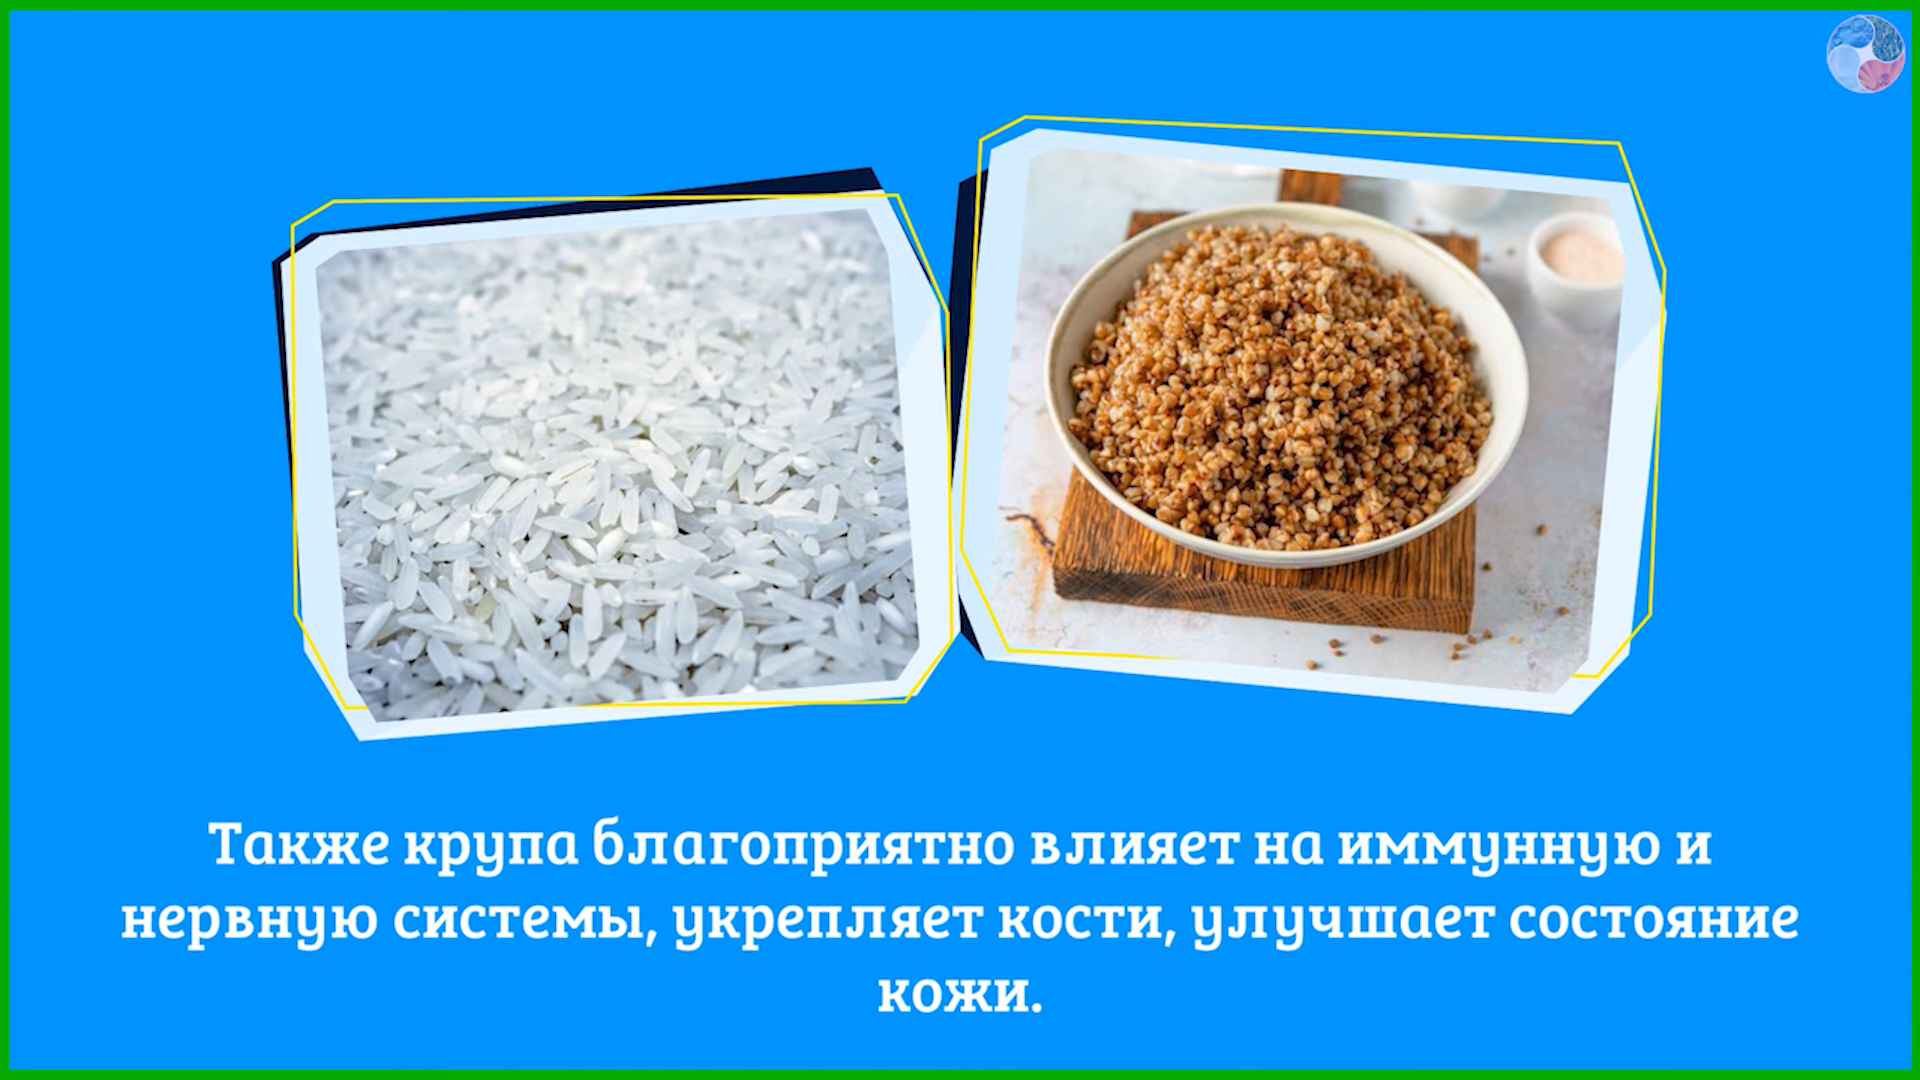 Также крупа благоприятно влияет на иммунную и
нервную системы, укрепляет кости, улучшает состояние
кожи.